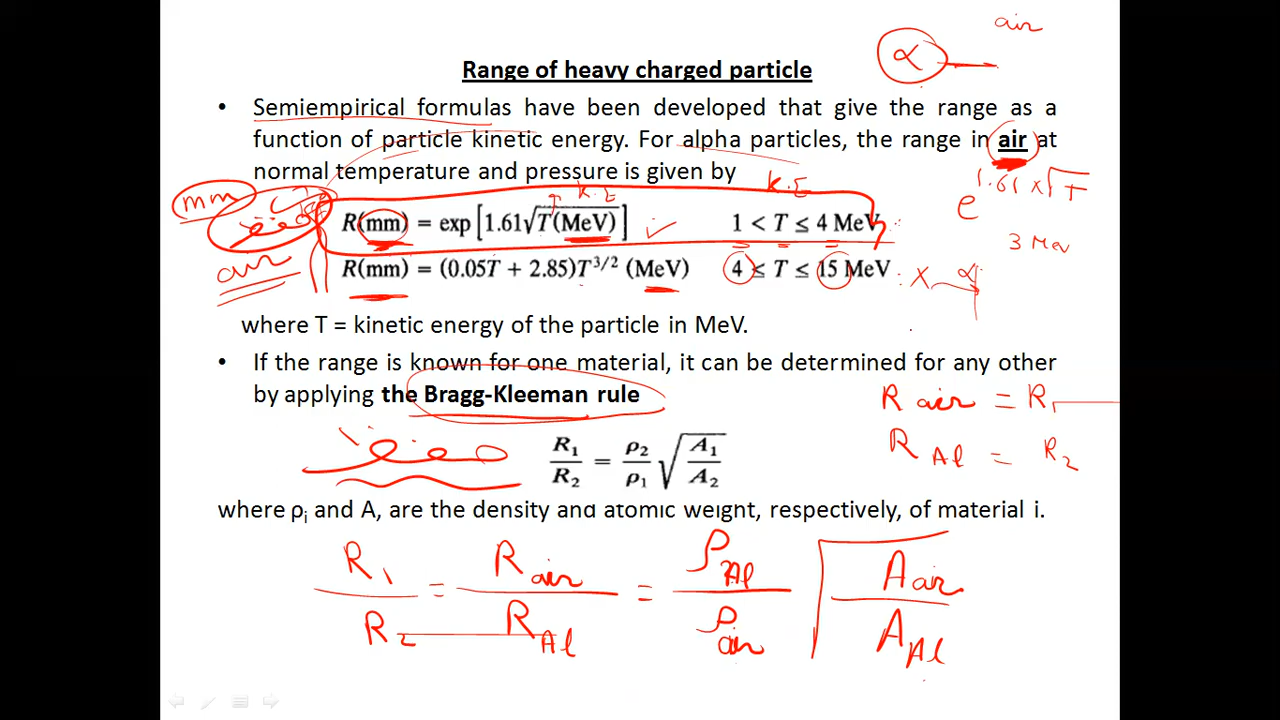 air
α
Range of heavy charged particle
• Semiempirical formulas have been developed that give the range as a
function of particle kinetic energy. For alpha particles, the range in air at
normal temperature and pressure is given by
mm
K.E
K.E
e^{1.61 × √T}
R(mm) = exp [1.61√T(MeV)] 1 < T ≤ 4 MeV
3 MeV
air
R(mm) = (0.05T + 2.85)T^{3/2} (MeV) 4 ≤ T ≤ 15 MeV
x α
where T = kinetic energy of the particle in MeV.
• If the range is known for one material, it can be determined for any other
by applying the Bragg-Kleeman rule
R air = R₁
R Al = R₂
R₁/R₂ = ρ₂/ρ₁ √(A₁/A₂)
where ρi and A, are the density and atomic weight, respectively, of material i.
R₁/R₂ = R air/R Al = ρ Al/ρ air √(A air/A Al)